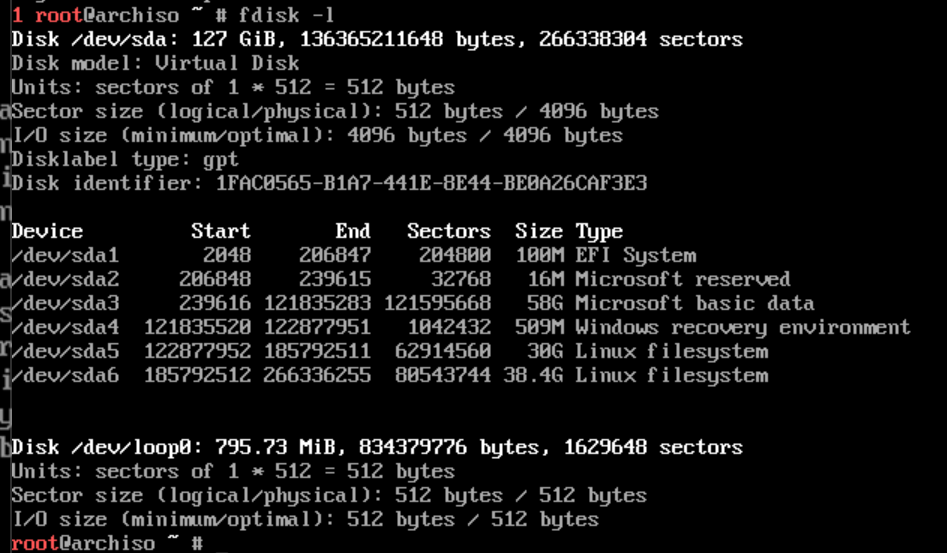 1 root@archiso ~ # fdisk -l
Disk /dev/sda: 127 GiB, 136365211648 bytes, 266338304 sectors
Disk model: Virtual Disk
Units: sectors of 1 * 512 = 512 bytes
Sector size (logical/physical): 512 bytes / 4096 bytes
I/O size (minimum/optimal): 4096 bytes / 4096 bytes
Disklabel type: gpt
Disk identifier: 1FAC0565-B1A7-441E-8E44-BE0A26CAF3E3
Device Start End Sectors Size Type
/dev/sda1 2048 206847 204800 100M EFI System
/dev/sda2 206848 239615 32768 16M Microsoft reserved
/dev/sda3 239616 121835283 121595668 58G Microsoft basic data
/dev/sda4 121835520 122877951 1042432 509M Windows recovery environment
/dev/sda5 122877952 185792511 62914560 30G Linux filesystem
/dev/sda6 185792512 266336255 80543744 38.4G Linux filesystem
Disk /dev/loop0: 795.73 MiB, 834379776 bytes, 1629648 sectors
Units: sectors of 1 * 512 = 512 bytes
Sector size (logical/physical): 512 bytes / 512 bytes
I/O size (minimum/optimal): 512 bytes / 512 bytes
root@archiso ~ #